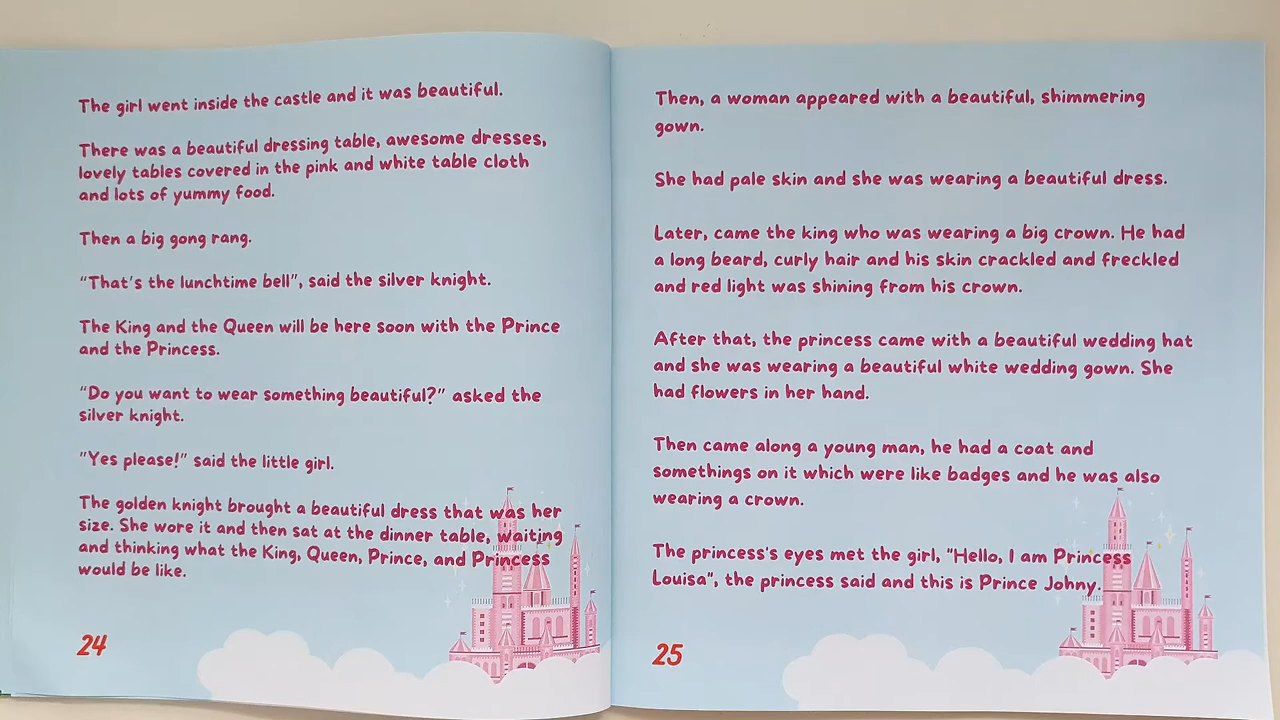 The girl went inside the castle and it was beautiful.
There was a beautiful dressing table, awesome dresses,
lovely tables covered in the pink and white table cloth
and lots of yummy food.
Then a big gong rang.
"That's the lunchtime bell", said the silver knight.
The King and the Queen will be here soon with the Prince
and the Princess.
"Do you want to wear something beautiful?" asked the
silver knight.
"Yes please!" said the little girl.
The golden knight brought a beautiful dress that was her
size. She wore it and then sat at the dinner table, waiting
and thinking what the King, Queen, Prince, and Princess
would be like.
24
Then, a woman appeared with a beautiful, shimmering
gown.
She had pale skin and she was wearing a beautiful dress.
Later, came the king who was wearing a big crown. He had
a long beard, curly hair and his skin crackled and freckled
and red light was shining from his crown.
After that, the princess came with a beautiful wedding hat
and she was wearing a beautiful white wedding gown. She
had flowers in her hand.
Then came along a young man, he had a coat and
somethings on it which were like badges and he was also
wearing a crown.
The princess's eyes met the girl, "Hello, I am Princess
Louisa", the princess said and this is Prince Johny.
25